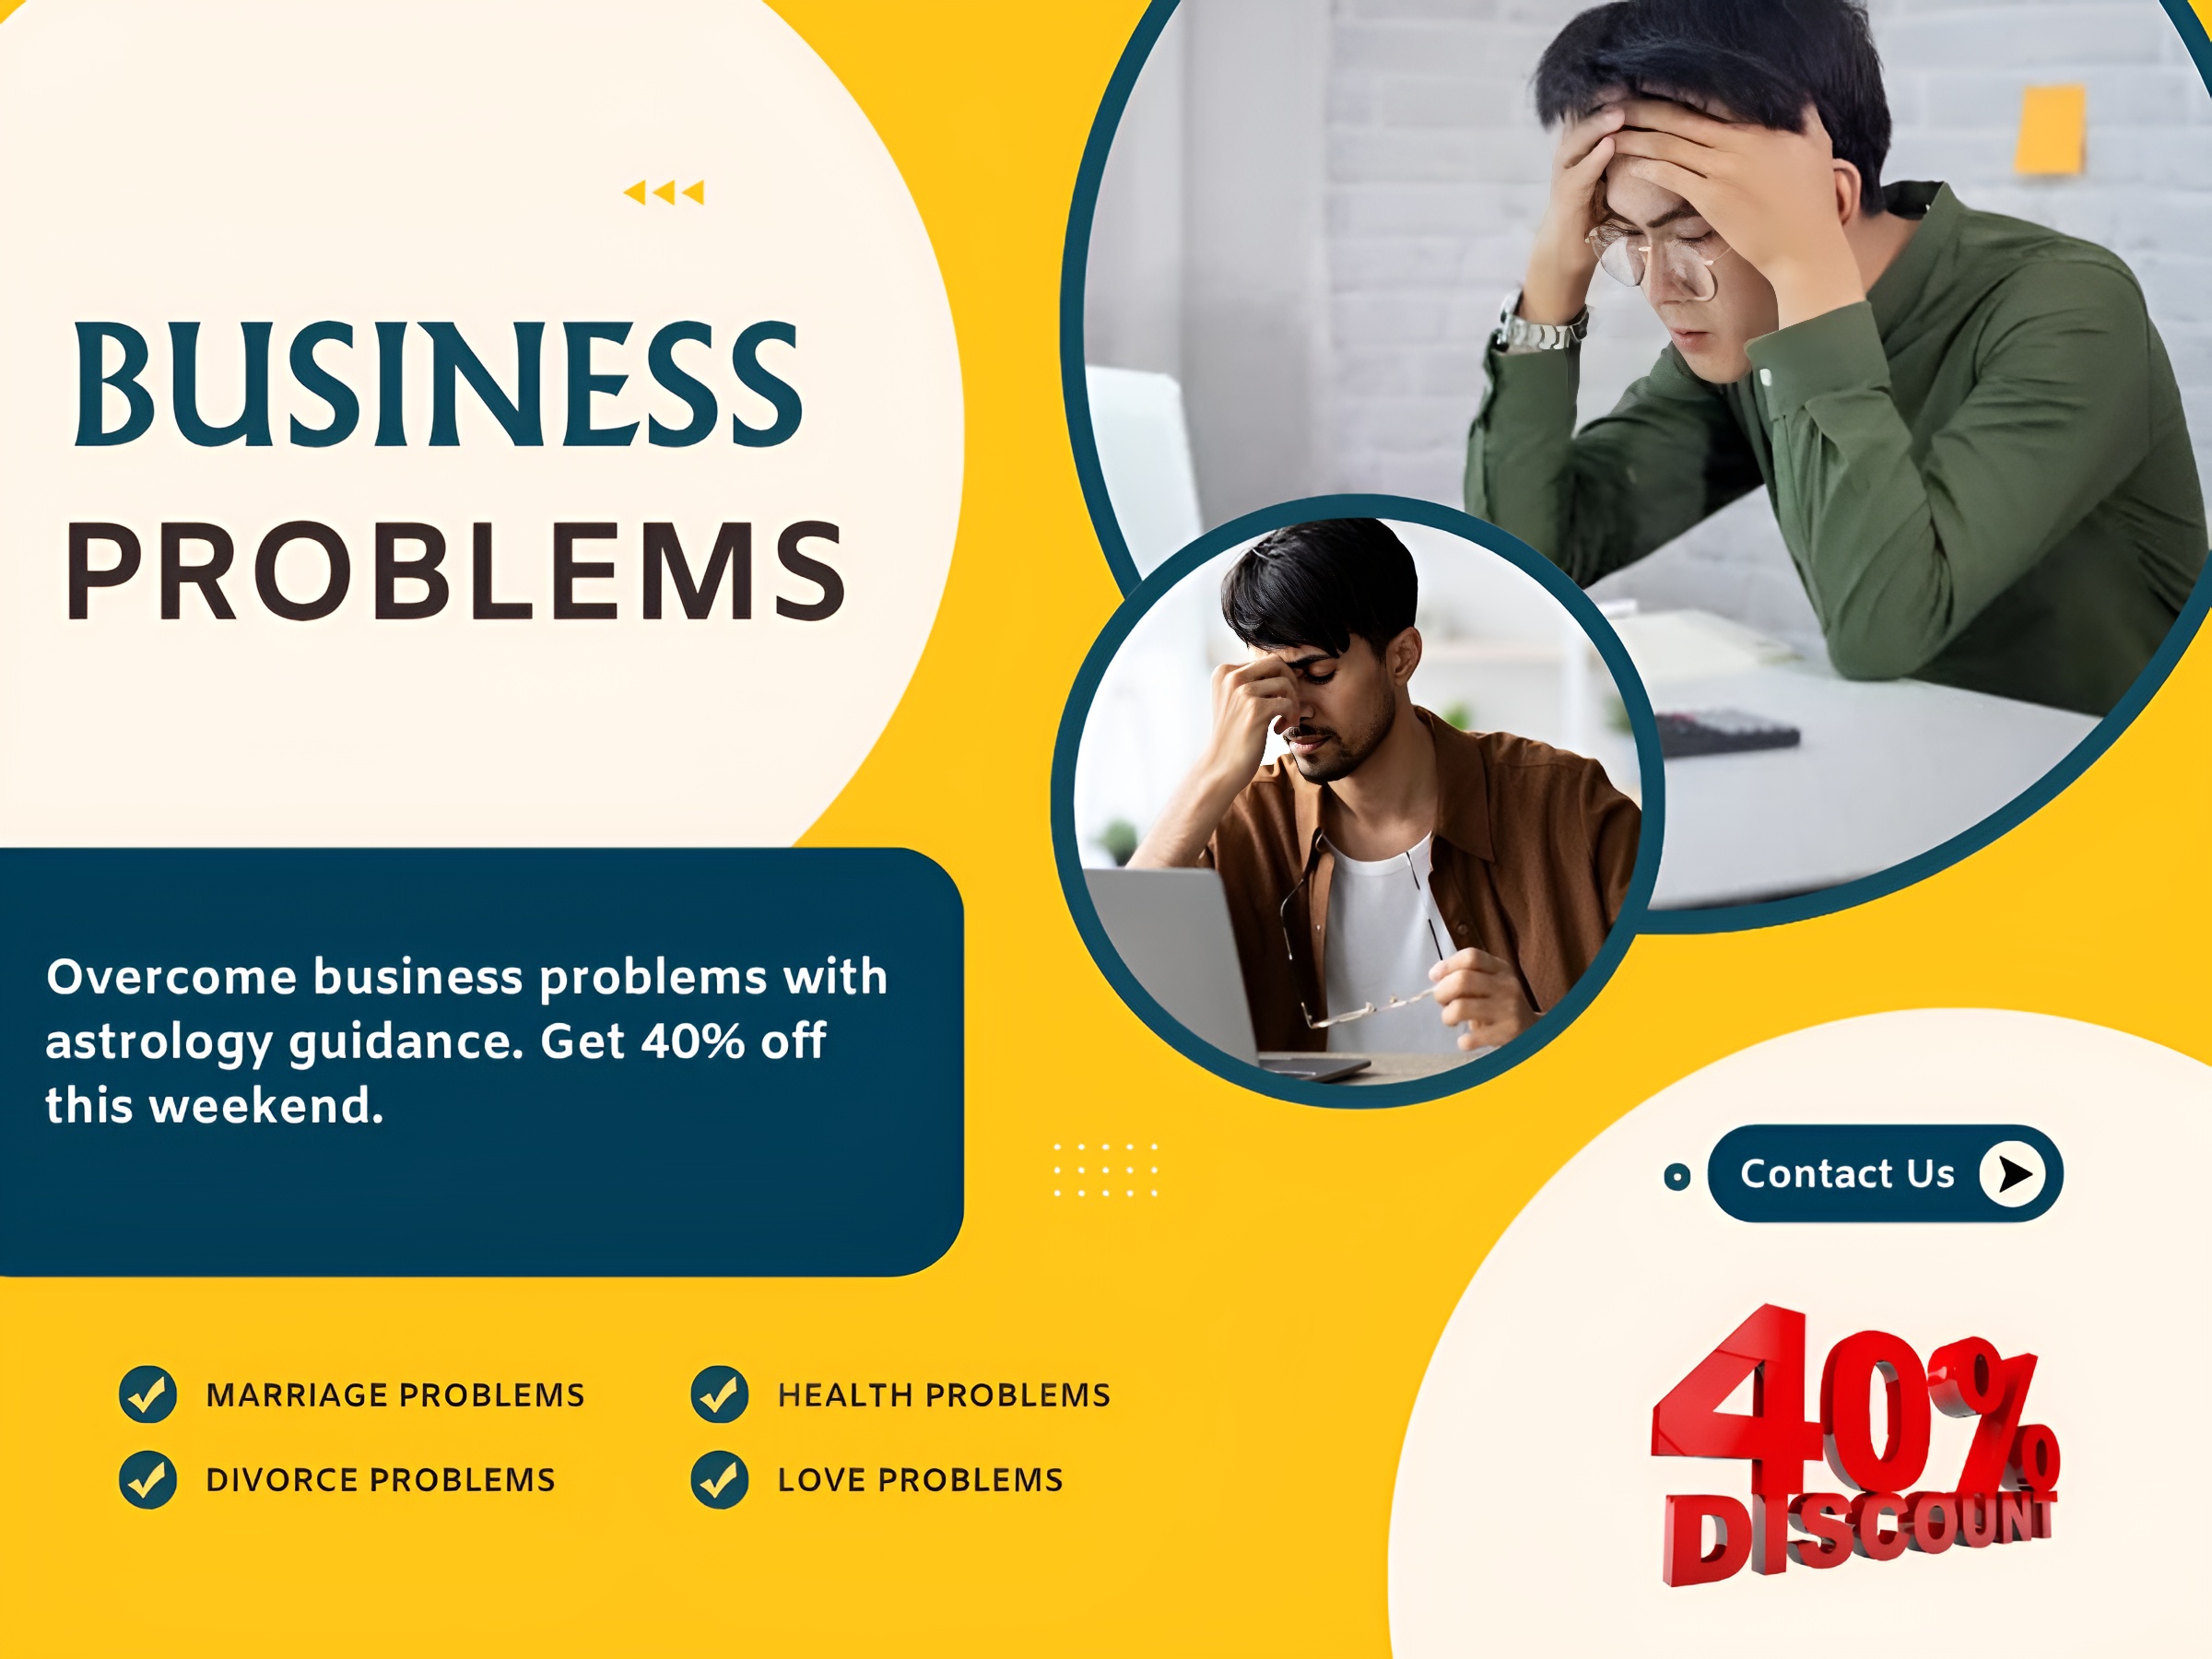 BUSINESS
PROBLEMS
Overcome business problems with
astrology guidance. Get 40% off
this weekend.
MARRIAGE PROBLEMS
HEALTH PROBLEMS
DIVORCE PROBLEMS
LOVE PROBLEMS
Contact Us
40%
DISCOUNT